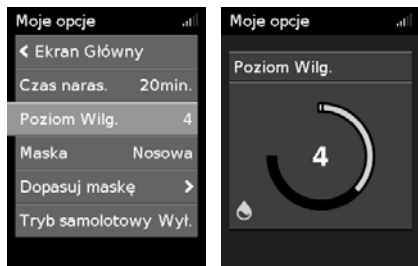 Moje opcje
Ekran Główny
Czas naras. 20min.
Poziom Wilg. 4
Maska Nosowa
Dopasuj maskę
Tryb samolotowy Wył.
Moje opcje
Poziom Wilg.
4